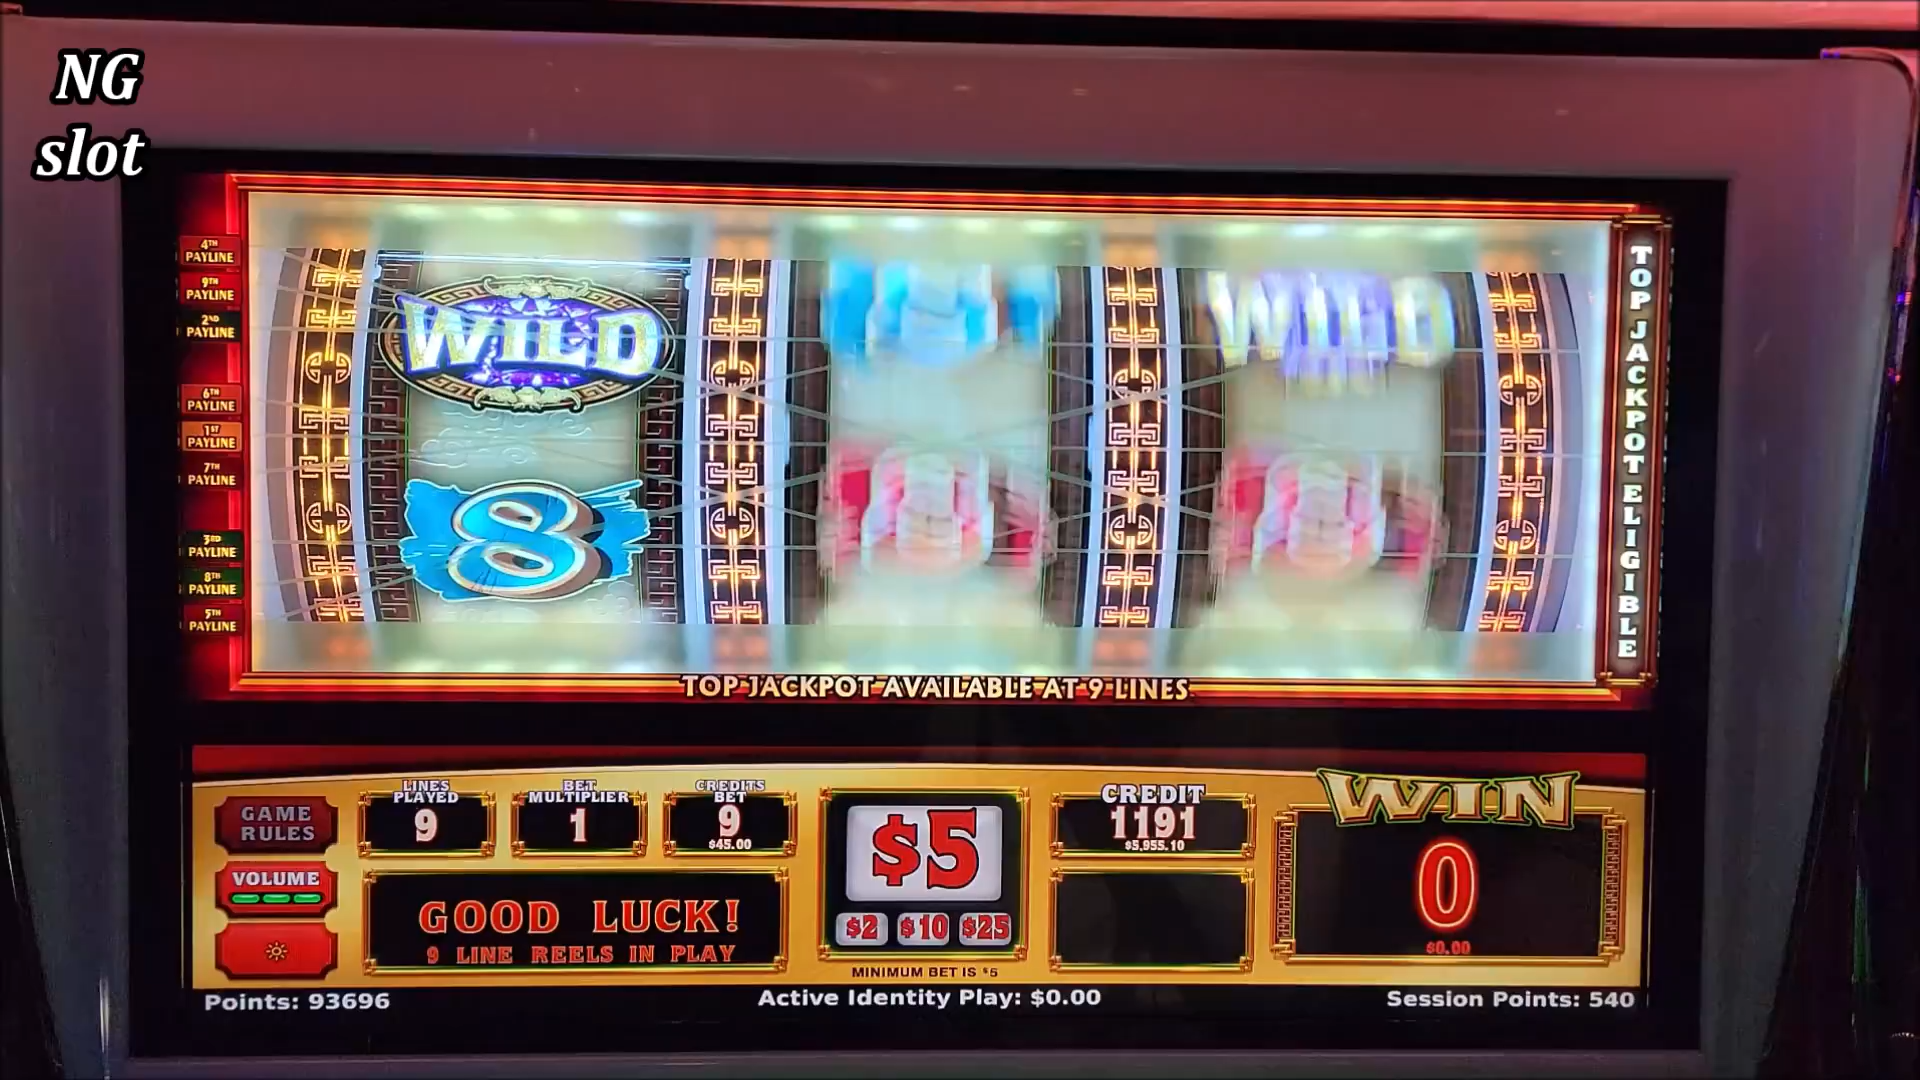 NG
slot
4TH
PAYLINE
9TH
PAYLINE
2ND
PAYLINE
6TH
PAYLINE
1ST
PAYLINE
7TH
PAYLINE
3RD
PAYLINE
8TH
PAYLINE
5TH
PAYLINE
WILD
WILD
8
TOP JACKPOT ELIGIBLE
TOP JACKPOT AVAILABLE AT 9 LINES
GAME
RULES
VOLUME
LINES
PLAYED
9
BET
MULTIPLIER
1
CREDITS
BET
9
$45.00
GOOD LUCK!
9 LINE REELS IN PLAY
$5
$2 $10 $25
MINIMUM BET IS $5
CREDIT
1191
$5,955.10
WIN
0
$0.00
Points: 93696
Active Identity Play: $0.00
Session Points: 540